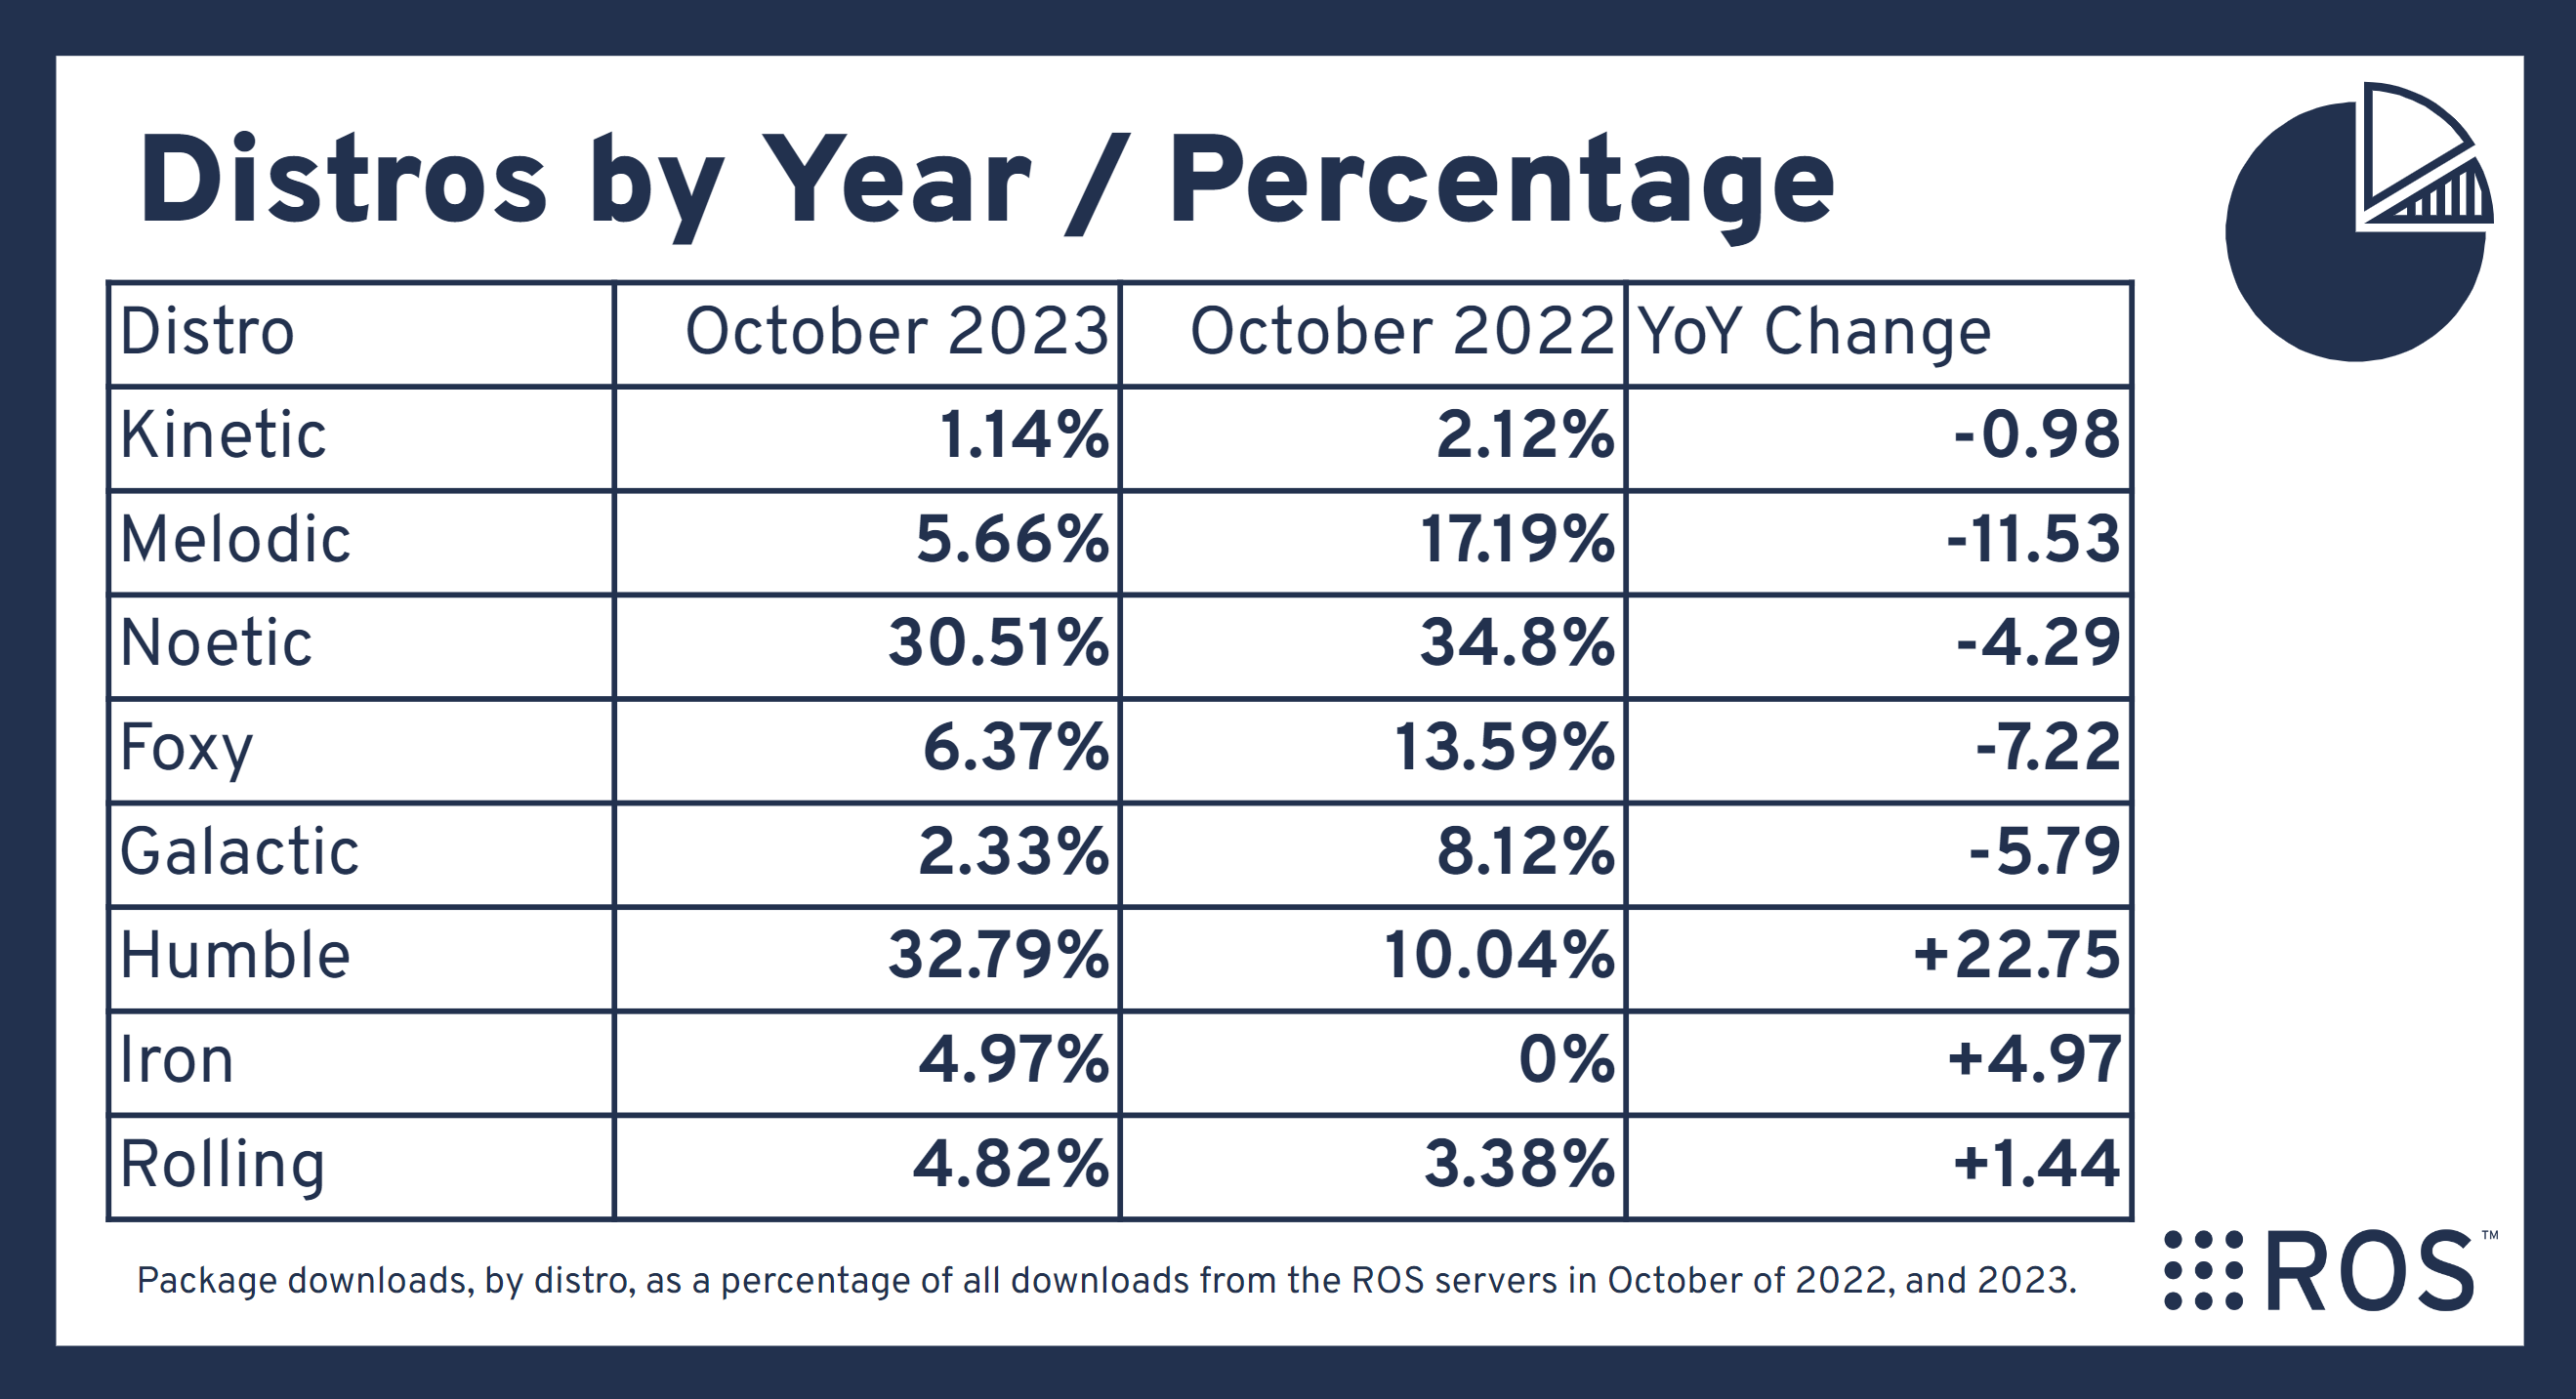 Distros by Year / Percentage
Distro October 2023 October 2022 YoY Change
Kinetic 1.14% 2.12% -0.98
Melodic 5.66% 17.19% -11.53
Noetic 30.51% 34.8% -4.29
Foxy 6.37% 13.59% -7.22
Galactic 2.33% 8.12% -5.79
Humble 32.79% 10.04% +22.75
Iron 4.97% 0% +4.97
Rolling 4.82% 3.38% +1.44
Package downloads, by distro, as a percentage of all downloads from the ROS servers in October of 2022, and 2023.
ROS™